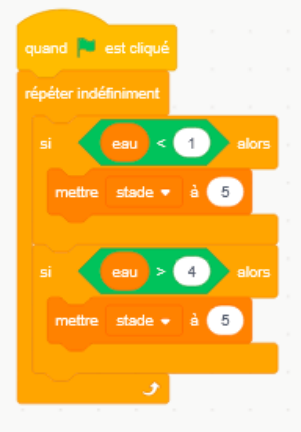 quand est cliqué
répéter indéfiniment
si eau < 1 alors
mettre stade à 5
si eau > 4 alors
mettre stade à 5